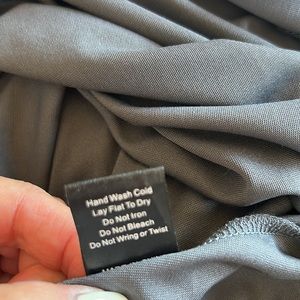 Hand Wash Cold
Lay Flat To Dry
Do Not Iron
Do Not Bleach
Do Not Wring or Twist